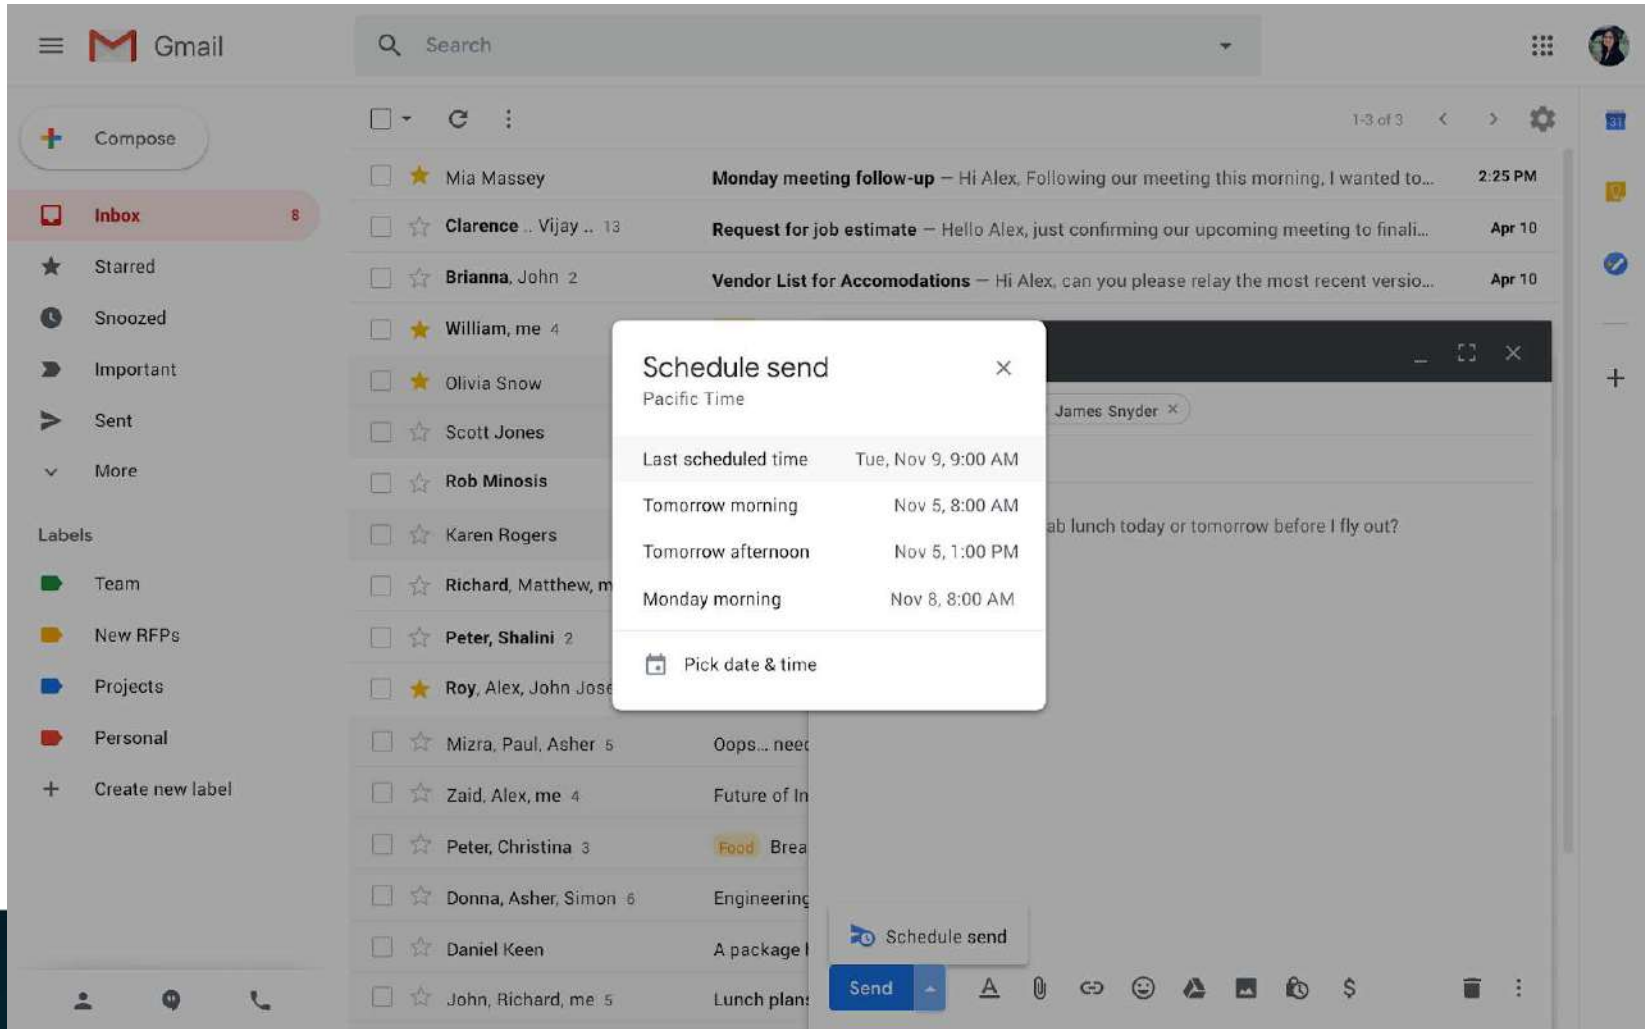 Gmail
Search
Compose
1-3 of 3
31
Inbox 8
Starred
Snoozed
Important
Sent
More
Labels
Team
New RFPs
Projects
Personal
Create new label
Mia Massey Monday meeting follow-up — Hi Alex, Following our meeting this morning, I wanted to... 2:25 PM
Clarence .. Vijay .. 13 Request for job estimate — Hello Alex, just confirming our upcoming meeting to finali... Apr 10
Brianna, John 2 Vendor List for Accomodations — Hi Alex, can you please relay the most recent versio... Apr 10
William, me 4
Olivia Snow
Scott Jones
Rob Minosis
Karen Rogers
Richard, Matthew, m
Peter, Shalini 2
Roy, Alex, John Jose
Mizra, Paul, Asher 5 Oops... need
Zaid, Alex, me 4 Future of In
Peter, Christina 3 Food Brea
Donna, Asher, Simon 6 Engineering
Daniel Keen A package
John, Richard, me 5 Lunch plans
Schedule send
Pacific Time
Last scheduled time Tue, Nov 9, 9:00 AM
Tomorrow morning Nov 5, 8:00 AM
Tomorrow afternoon Nov 5, 1:00 PM
Monday morning Nov 8, 8:00 AM
Pick date & time
James Snyder
ab lunch today or tomorrow before I fly out?
Schedule send
Send